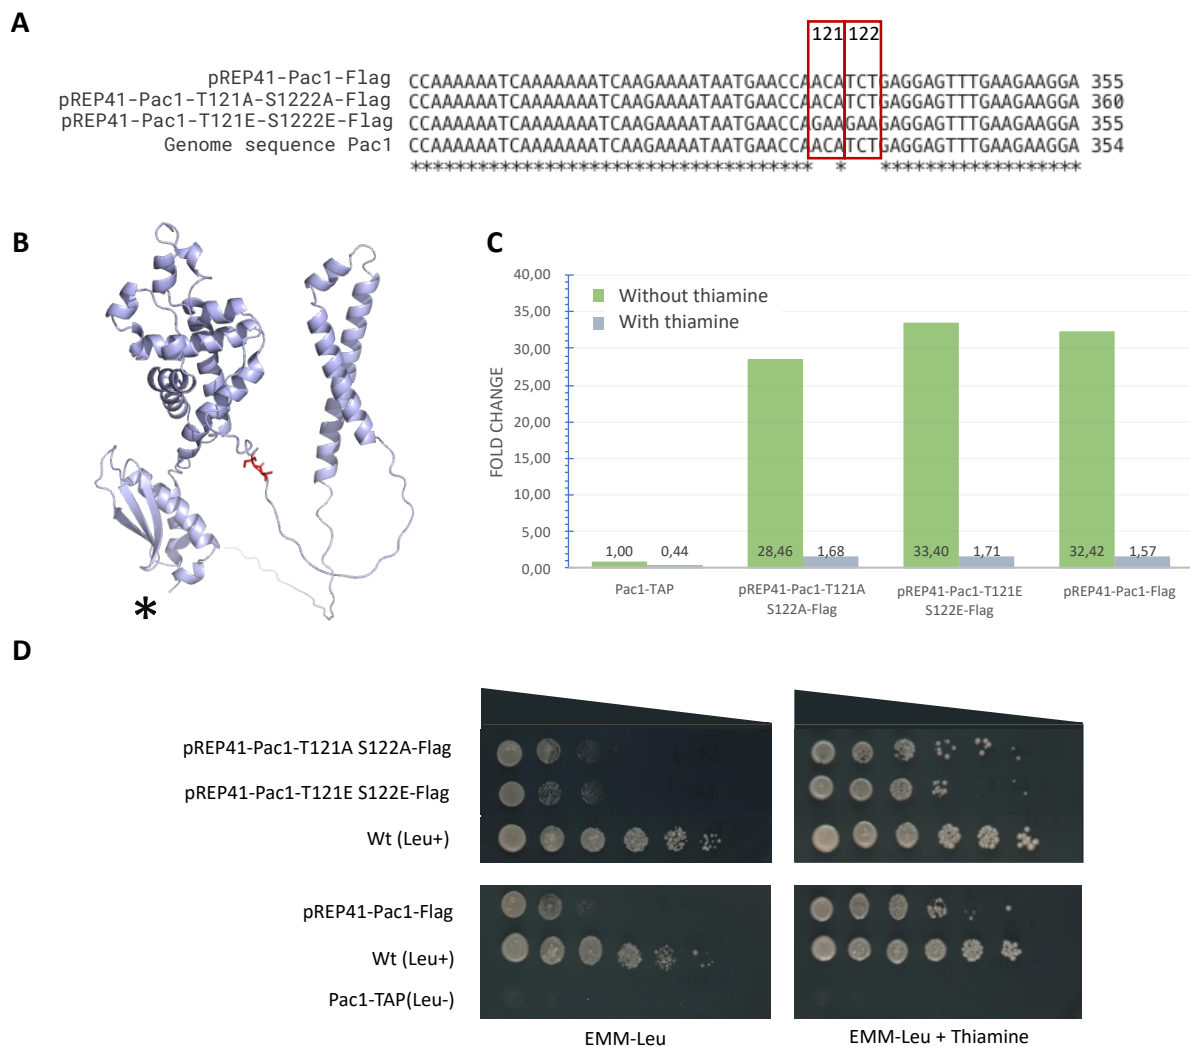 A
121 122
pREP41-Pac1-Flag CCAAAAAATCAAAAAAATCAAGAAAATAATGAACCAACATCTGAGGAGTTTGAAGAAGGA 355
pREP41-Pac1-T121A-S1222A-Flag CCAAAAAATCAAAAAAATCAAGAAAATAATGAACCAACATCTGAGGAGTTTGAAGAAGGA 360
pREP41-Pac1-T121E-S1222E-Flag CCAAAAAATCAAAAAAATCAAGAAAATAATGAACCAGAAGAAGAGGAGTTTGAAGAAGGA 355
Genome sequence Pac1 CCAAAAAATCAAAAAAATCAAGAAAATAATGAACCAACATCTGAGGAGTTTGAAGAAGGA 354
************************************  *   ******************
B
*
C
FOLD CHANGE
40,00
35,00
30,00
25,00
20,00
15,00
10,00
5,00
0,00
Without thiamine
With thiamine
1,00 0,44 28,46 1,68 33,40 1,71 32,42 1,57
Pac1-TAP
pREP41-Pac1-T121A
S122A-Flag
pREP41-Pac1-T121E
S122E-Flag
pREP41-Pac1-Flag
D
pREP41-Pac1-T121A S122A-Flag
pREP41-Pac1-T121E S122E-Flag
Wt (Leu+)
pREP41-Pac1-Flag
Wt (Leu+)
Pac1-TAP(Leu-)
EMM-Leu
EMM-Leu + Thiamine